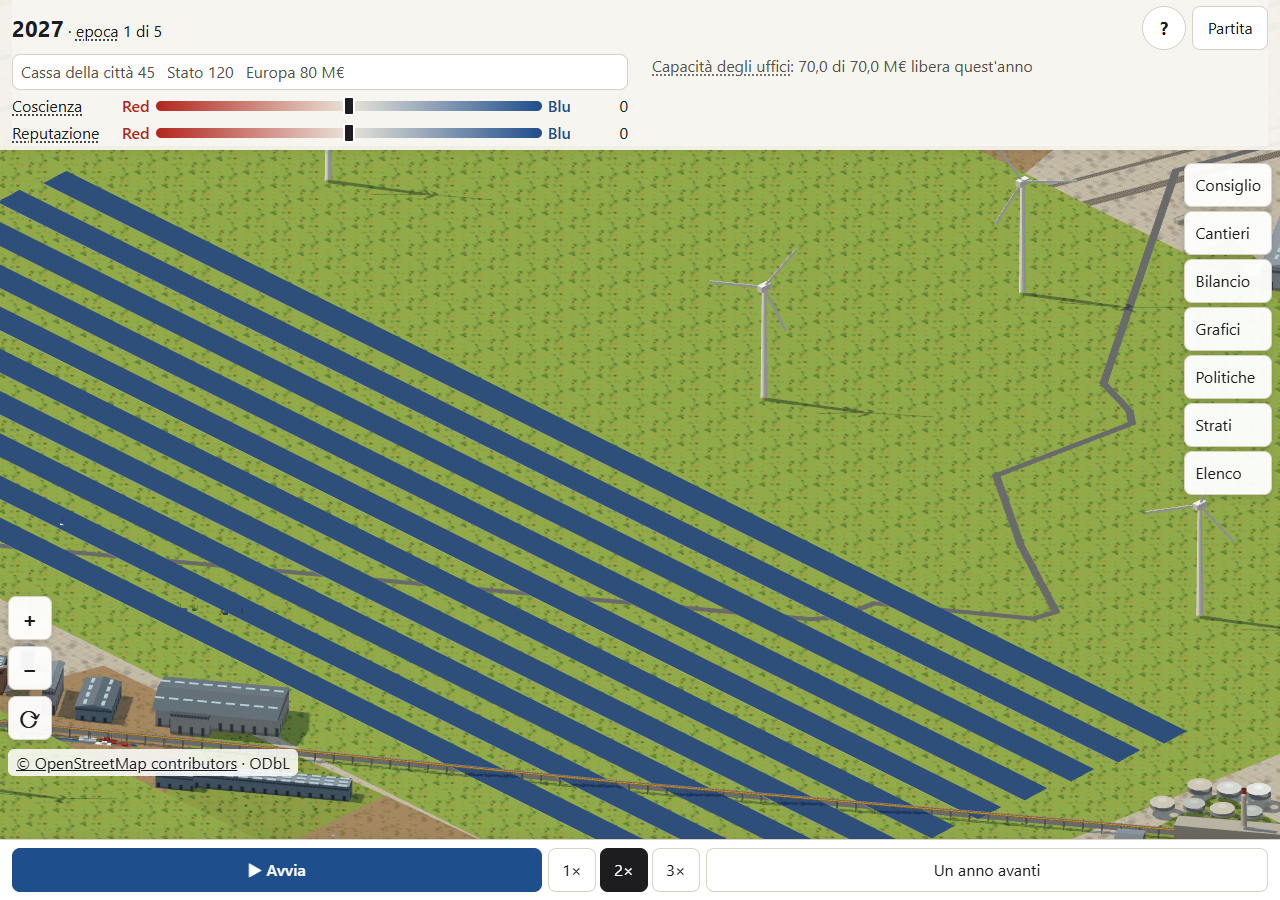 2027 · epoca 1 di 5
?
Partita
Cassa della città 45 Stato 120 Europa 80 M€
Capacità degli uffici: 70,0 di 70,0 M€ libera quest'anno
Coscienza Red Blu 0
Reputazione Red Blu 0
Consiglio
Cantieri
Bilancio
Grafici
Politiche
Strati
Elenco
+
−
© OpenStreetMap contributors · ODbL
▶ Avvia
1×
2×
3×
Un anno avanti